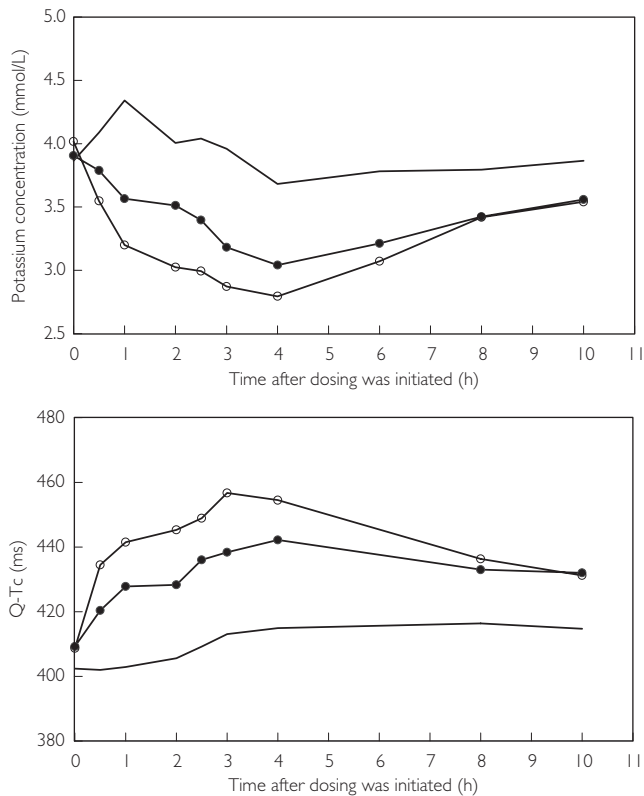 Potassium concentration (mmol/L)
5.0
4.5
4.0
3.5
3.0
2.5
0 1 2 3 4 5 6 7 8 9 10 11
Time after dosing was initiated (h)
Q-Tc (ms)
480
460
440
420
400
380
0 1 2 3 4 5 6 7 8 9 10 11
Time after dosing was initiated (h)